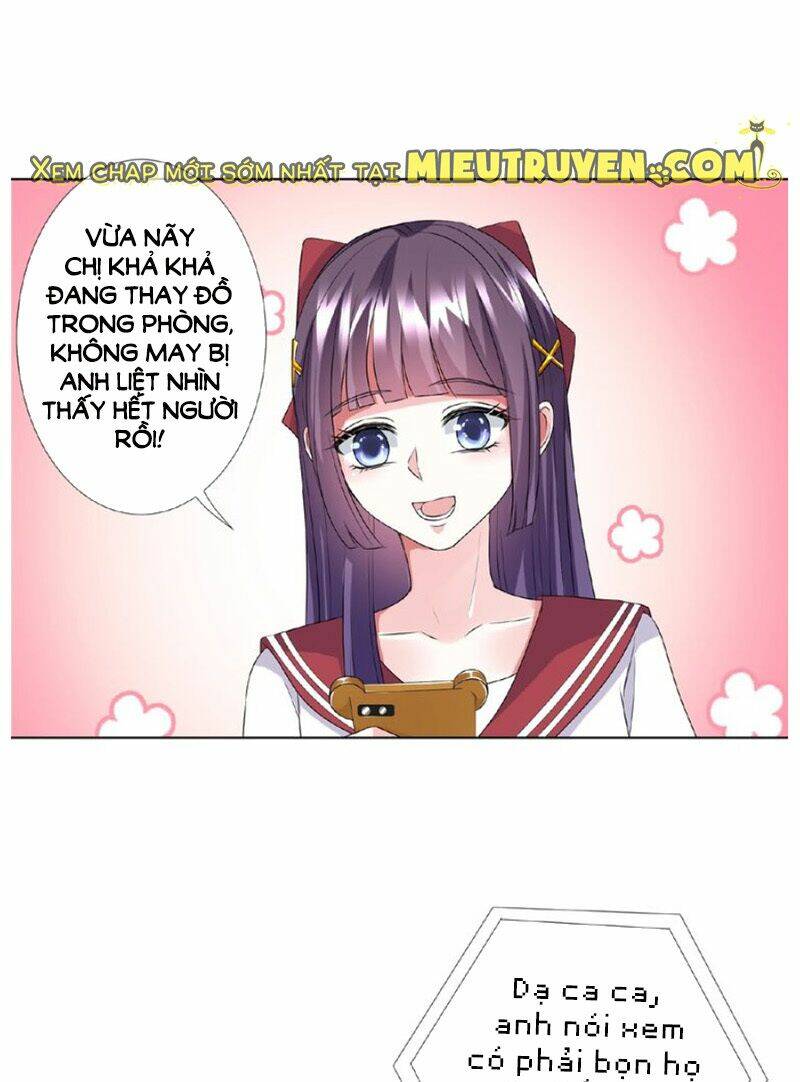 XEM CHAP MỚI SỚM NHẤT TẠI MIEUTRUYEN.COM
VỪA NÃY
CHỊ KHẢ KHẢ
ĐANG THAY ĐỒ
TRONG PHÒNG,
KHÔNG MAY BỊ
ANH LIỆT NHÌN
THẤY HẾT NGƯỜI
RỒI!
Dạ ca ca,
anh nói xem
có phải bọn họ